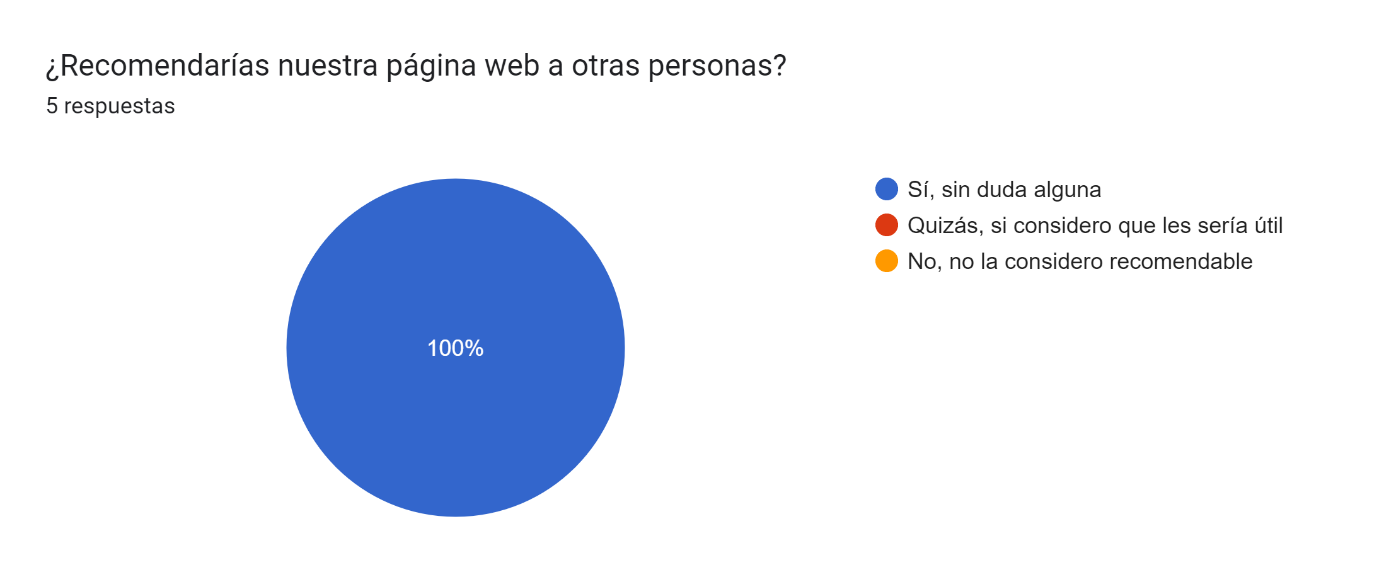 ¿Recomendarías nuestra página web a otras personas?
5 respuestas
Sí, sin duda alguna
Quizás, si considero que les sería útil
No, no la considero recomendable
100%